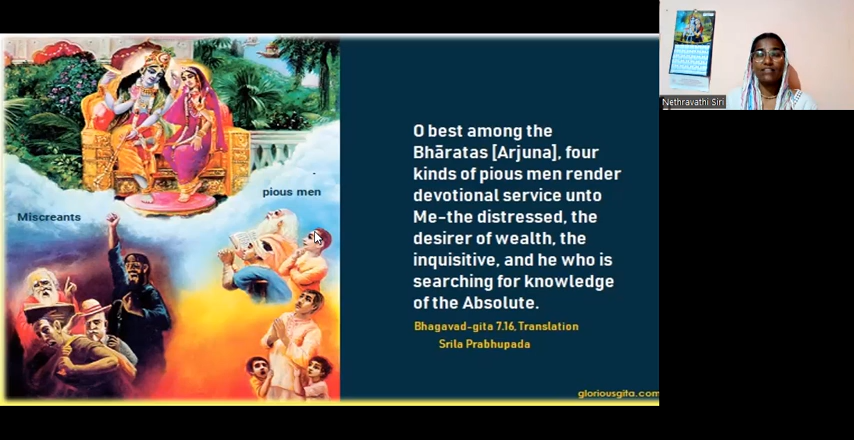 Miscreants
pious men
O best among the
Bhāratas [Arjuna], four
kinds of pious men render
devotional service unto
Me-the distressed, the
desirer of wealth, the
inquisitive, and he who is
searching for knowledge
of the Absolute.
Bhagavad-gita 7.16, Translation
Srila Prabhupada
gloriousgita.com
Nethravathi Siri